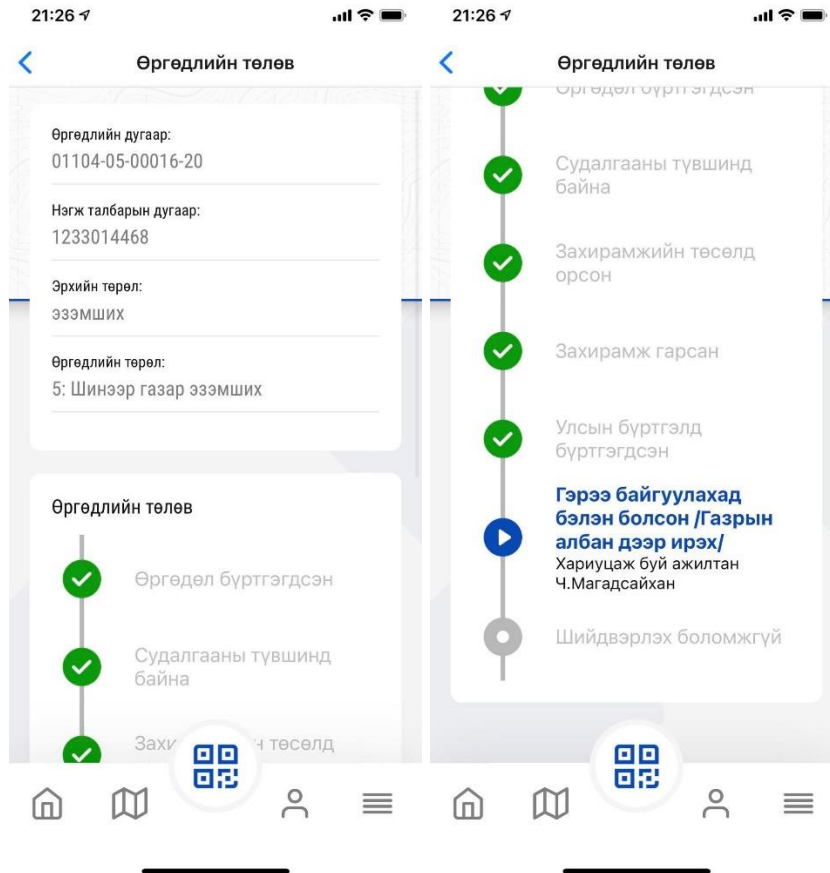 21:26
Өргөдлийн төлөв
Өргөдлийн дугаар:
01104-05-00016-20
Нэгж талбарын дугаар:
1233014468
Эрхийн төрөл:
эзэмших
Өргөдлийн төрөл:
5: Шинээр газар эзэмших
Өргөдлийн төлөв
Өргөдөл бүртгэгдсэн
Судалгааны түвшинд
байна
төсөлд
21:26
Өргөдлийн төлөв
Өргөдөл бүртгэгдсэн
Судалгааны түвшинд
байна
Захирамжийн төсөлд
орсон
Захирамж гарсан
Улсын бүртгэлд
бүртгэгдсэн
Гэрээ байгуулахад
бэлэн болсон /Газрын
албан дээр ирэх/
Хариуцаж буй ажилтан
Ч.Магадсайхан
Шийдвэрлэх боломжгүй